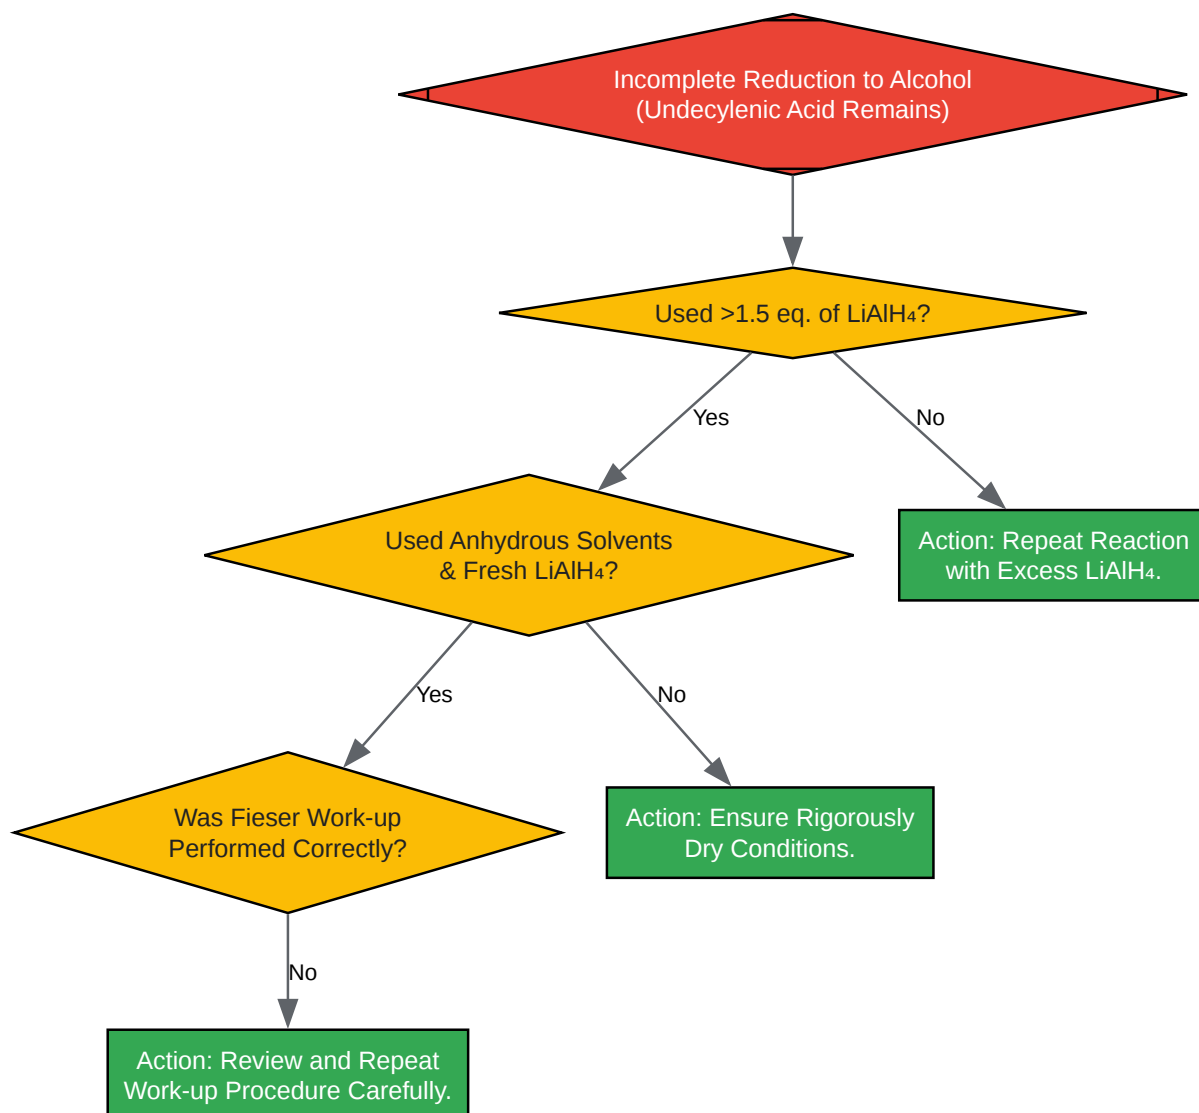 Incomplete Reduction to Alcohol
(Undecylenic Acid Remains)
Used >1.5 eq. of LiAlH₄?
Yes
No
Used Anhydrous Solvents
& Fresh LiAlH₄?
Action: Repeat Reaction
with Excess LiAlH₄.
Yes
No
Was Fieser Work-up
Performed Correctly?
Action: Ensure Rigorously
Dry Conditions.
No
Action: Review and Repeat
Work-up Procedure Carefully.